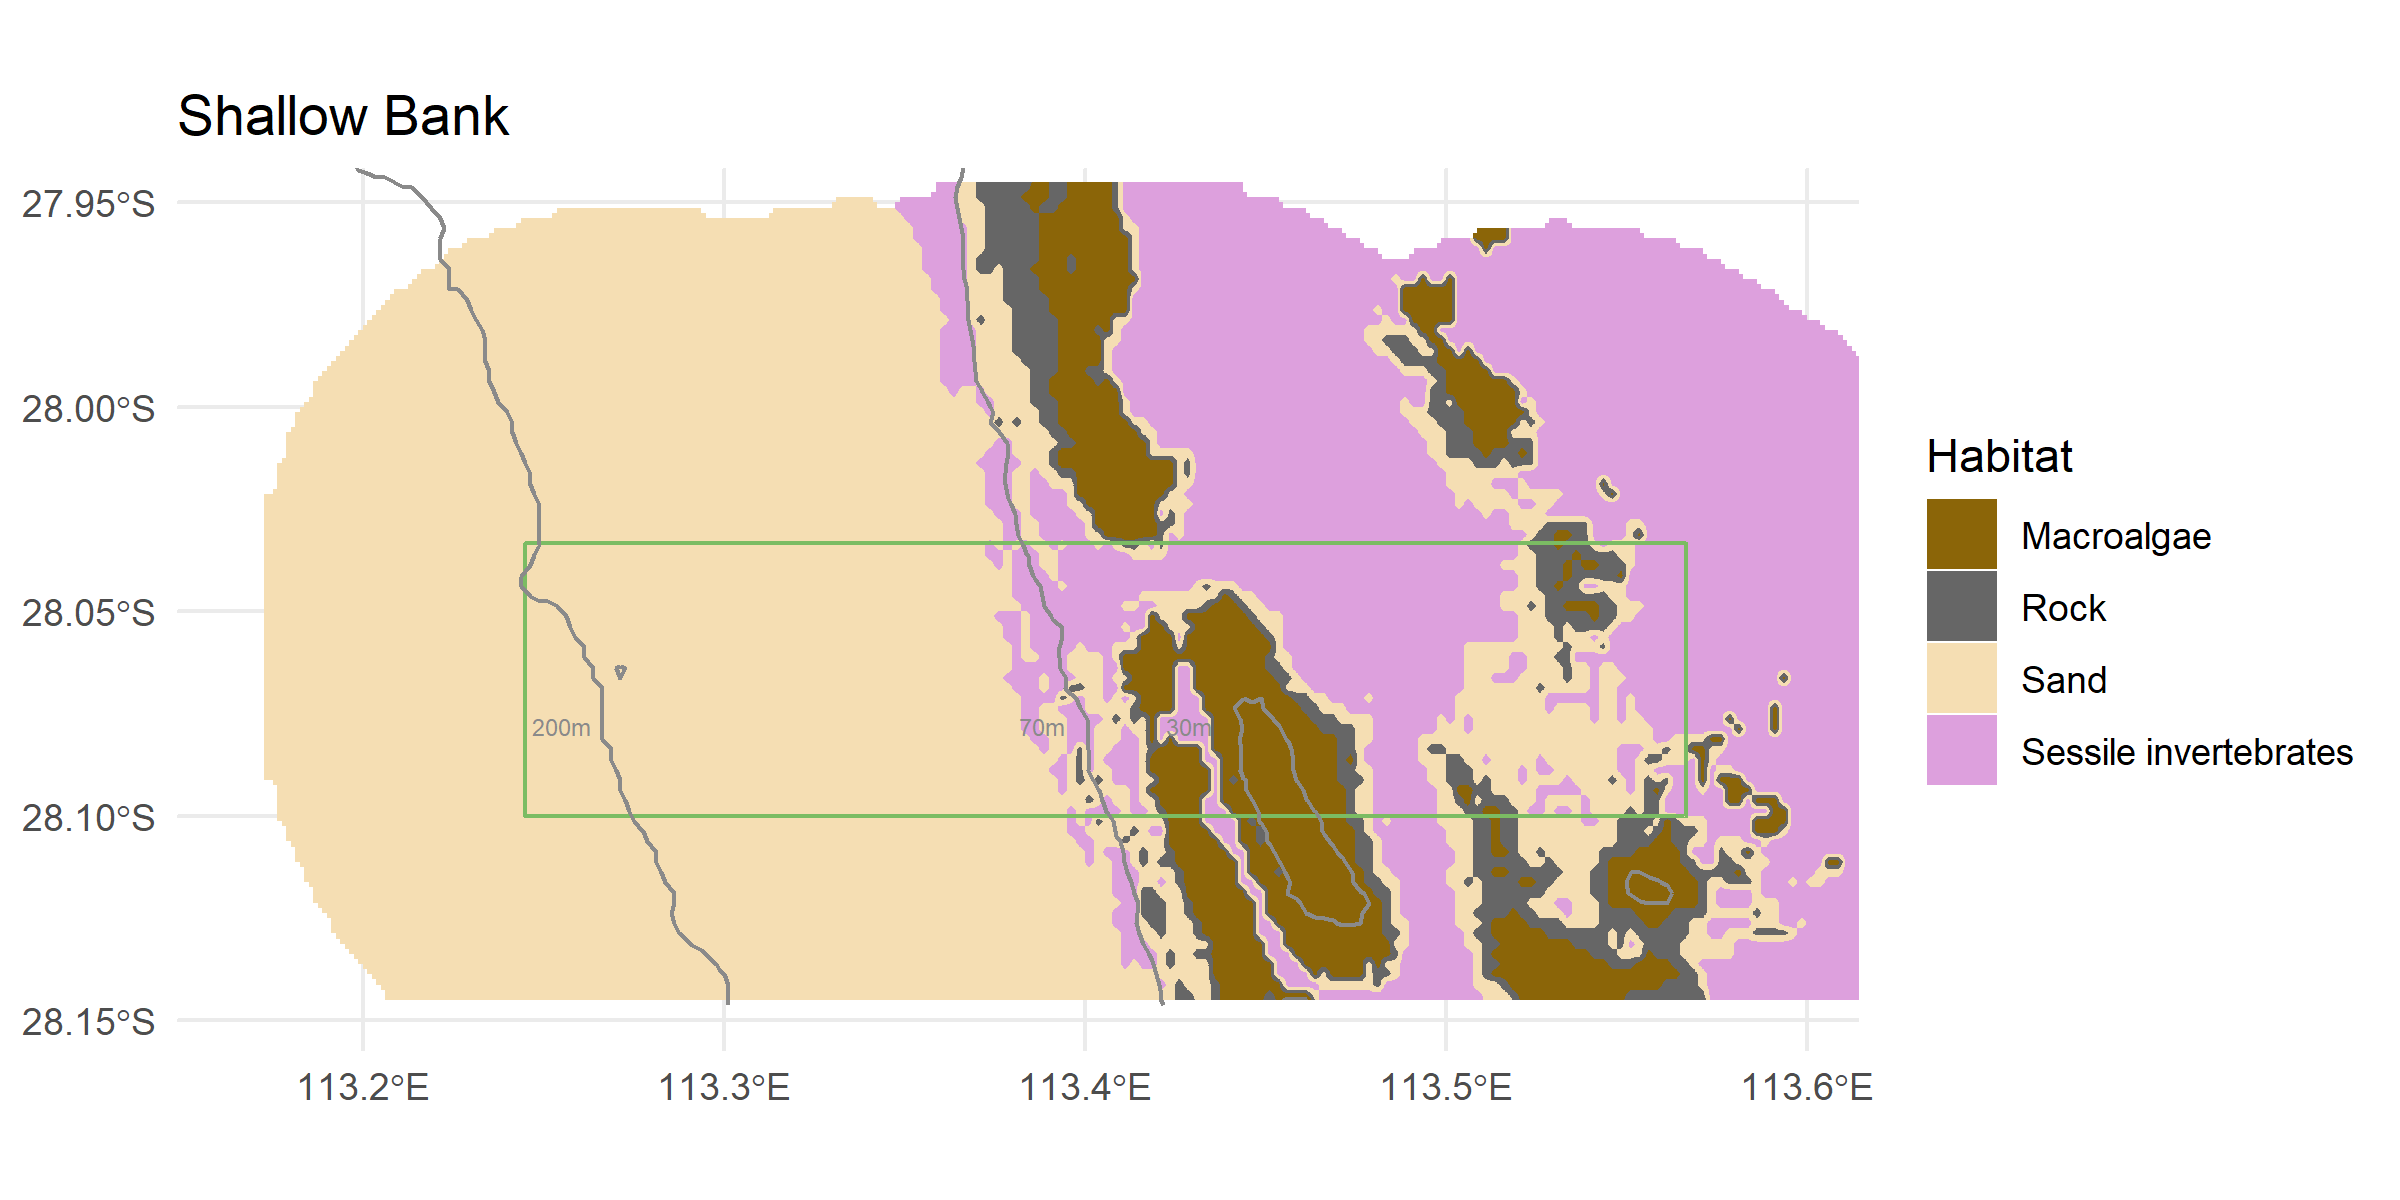 Shallow Bank
27.95°S
28.00°S
28.05°S
28.10°S
28.15°S
200m
70m
30m
113.2°E
113.3°E
113.4°E
113.5°E
113.6°E
Habitat
Macroalgae
Rock
Sand
Sessile invertebrates